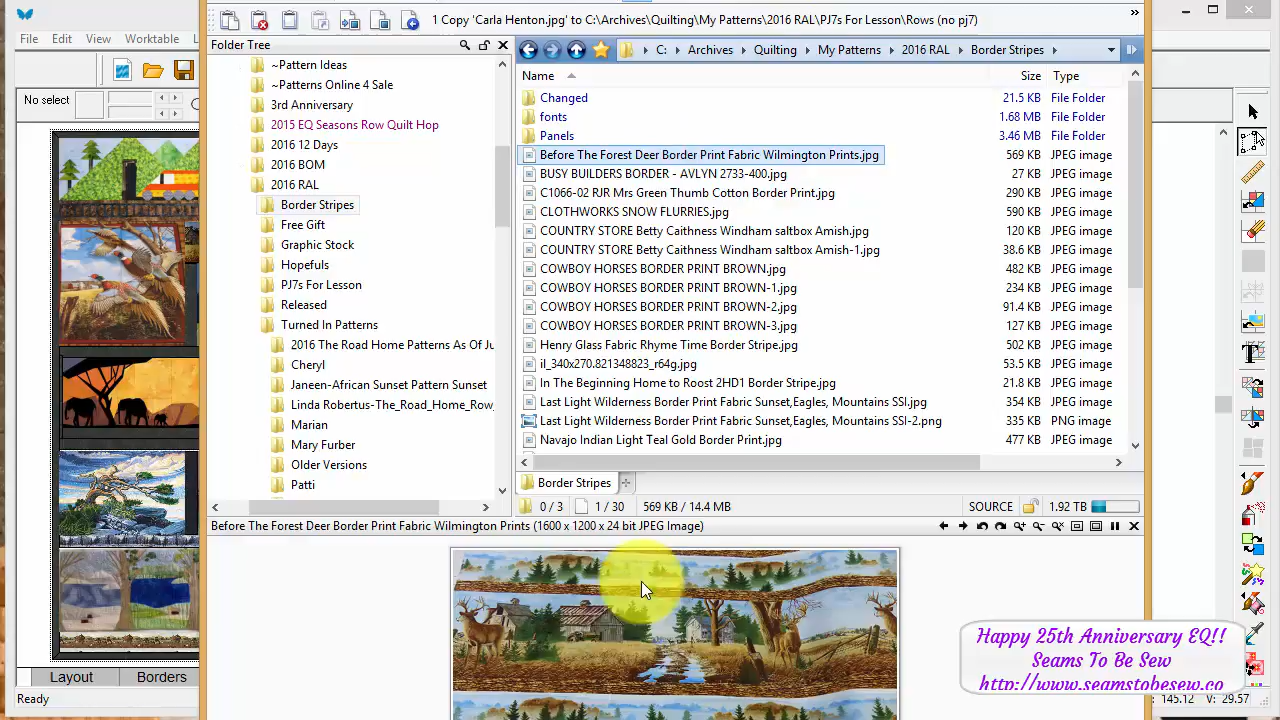 1 Copy 'Carla Henton.jpg' to C:\Archives\Quilting\My Patterns\2016 RAL\PJ7s For Lesson\Rows (no pj7)
File Edit View Worktable
Folder Tree
C: Archives Quilting My Patterns 2016 RAL Border Stripes
Name Size Type
No select
~Pattern Ideas
~Patterns Online 4 Sale
3rd Anniversary
2015 EQ Seasons Row Quilt Hop
2016 12 Days
2016 BOM
2016 RAL
Border Stripes
Free Gift
Graphic Stock
Hopefuls
PJ7s For Lesson
Released
Turned In Patterns
2016 The Road Home Patterns As Of
Cheryl
Janeen-African Sunset Pattern Sunset
Linda Robertus-The_Road_Home_Row
Marian
Mary Furber
Older Versions
Patti
Changed 21.5 KB File Folder
fonts 1.68 MB File Folder
Panels 3.46 MB File Folder
Before The Forest Deer Border Print Fabric Wilmington Prints.jpg 569 KB JPEG image
BUSY BUILDERS BORDER - AVLYN 2733-400.jpg 27 KB JPEG image
C1066-02 RJR Mrs Green Thumb Cotton Border Print.jpg 290 KB JPEG image
CLOTHWORKS SNOW FLURRIES.jpg 590 KB JPEG image
COUNTRY STORE Betty Caithness Windham saltbox Amish.jpg 120 KB JPEG image
COUNTRY STORE Betty Caithness Windham saltbox Amish-1.jpg 38.6 KB JPEG image
COWBOY HORSES BORDER PRINT BROWN.jpg 482 KB JPEG image
COWBOY HORSES BORDER PRINT BROWN-1.jpg 234 KB JPEG image
COWBOY HORSES BORDER PRINT BROWN-2.jpg 91.4 KB JPEG image
COWBOY HORSES BORDER PRINT BROWN-3.jpg 127 KB JPEG image
Henry Glass Fabric Rhyme Time Border Stripe.jpg 502 KB JPEG image
il_340x270.821348823_r64g.jpg 53.5 KB JPEG image
In The Beginning Home to Roost 2HD1 Border Stripe.jpg 21.8 KB JPEG image
Last Light Wilderness Border Print Fabric Sunset,Eagles, Mountains SSI.jpg 354 KB JPEG image
Last Light Wilderness Border Print Fabric Sunset,Eagles, Mountains SSI-2.png 335 KB PNG image
Navajo Indian Light Teal Gold Border Print.jpg 477 KB JPEG image
Border Stripes
0 / 3 1 / 30 569 KB / 14.4 MB SOURCE 1.92 TB
Before The Forest Deer Border Print Fabric Wilmington Prints (1600 x 1200 x 24 bit JPEG Image)
Happy 25th Anniversary EQ!!
Seams To Be Sew
http://www.seamstobesew.co
Layout Borders
Ready
145.12 V: 29.57